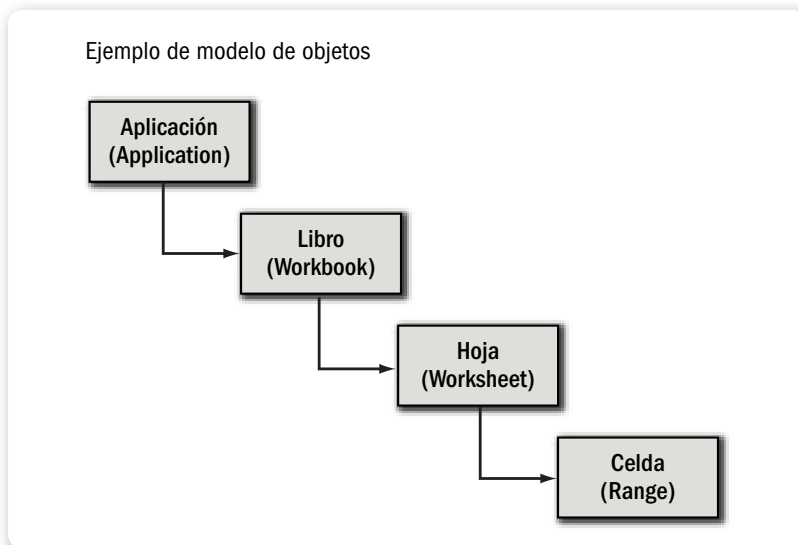 Ejemplo de modelo de objetos
Aplicación
(Application)
Libro
(Workbook)
Hoja
(Worksheet)
Celda
(Range)